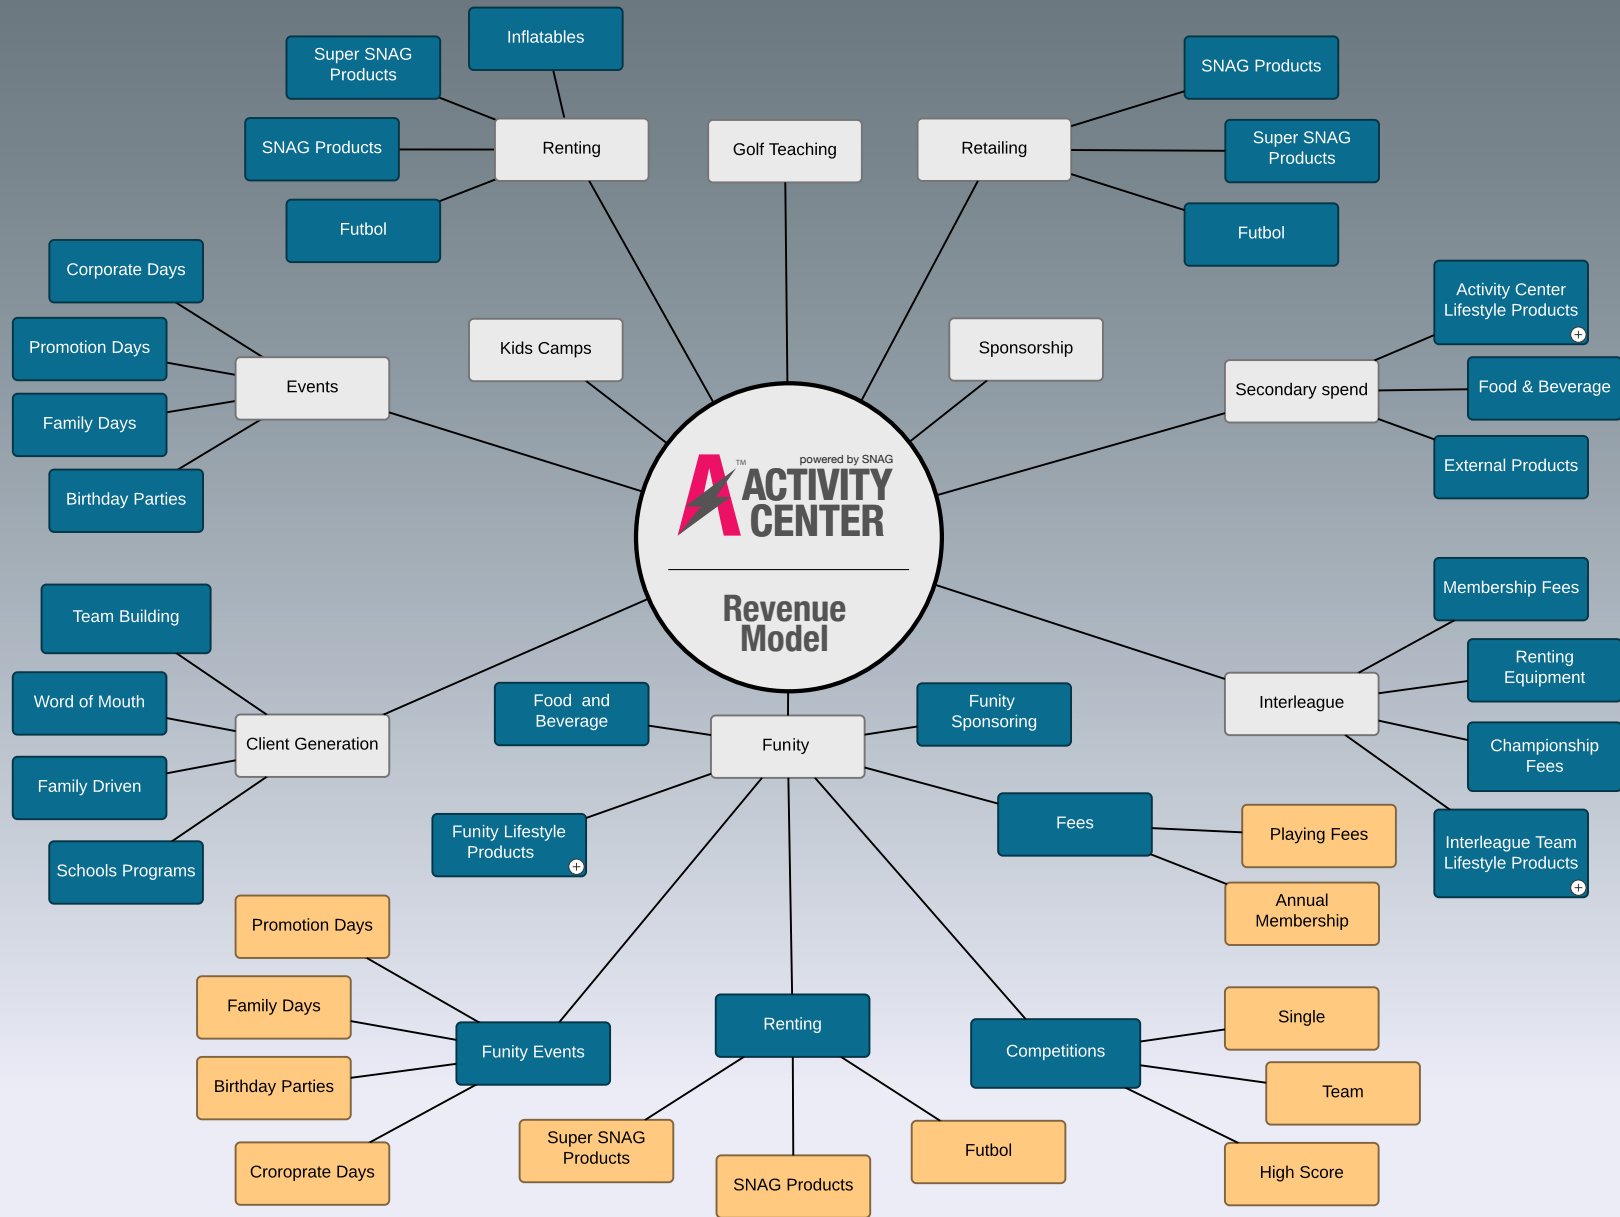 Inflatables
Super SNAG
Products
SNAG Products
Futbol
Renting
Golf Teaching
Retailing
SNAG Products
Super SNAG
Products
Futbol
Corporate Days
Promotion Days
Family Days
Birthday Parties
Events
Kids Camps
Sponsorship
Secondary spend
Activity Center
Lifestyle Products
Food & Beverage
External Products
powered by SNAG
A™
ACTIVITY
CENTER
Revenue
Model
Team Building
Word of Mouth
Family Driven
Schools Programs
Client Generation
Food  and
Beverage
Funity
Funity
Sponsoring
Interleague
Membership Fees
Renting
Equipment
Championship
Fees
Interleague Team
Lifestyle Products
Funity Lifestyle
Products
Fees
Playing Fees
Annual
Membership
Promotion Days
Family Days
Birthday Parties
Croroprate Days
Funity Events
Renting
Super SNAG
Products
SNAG Products
Futbol
Competitions
Single
Team
High Score